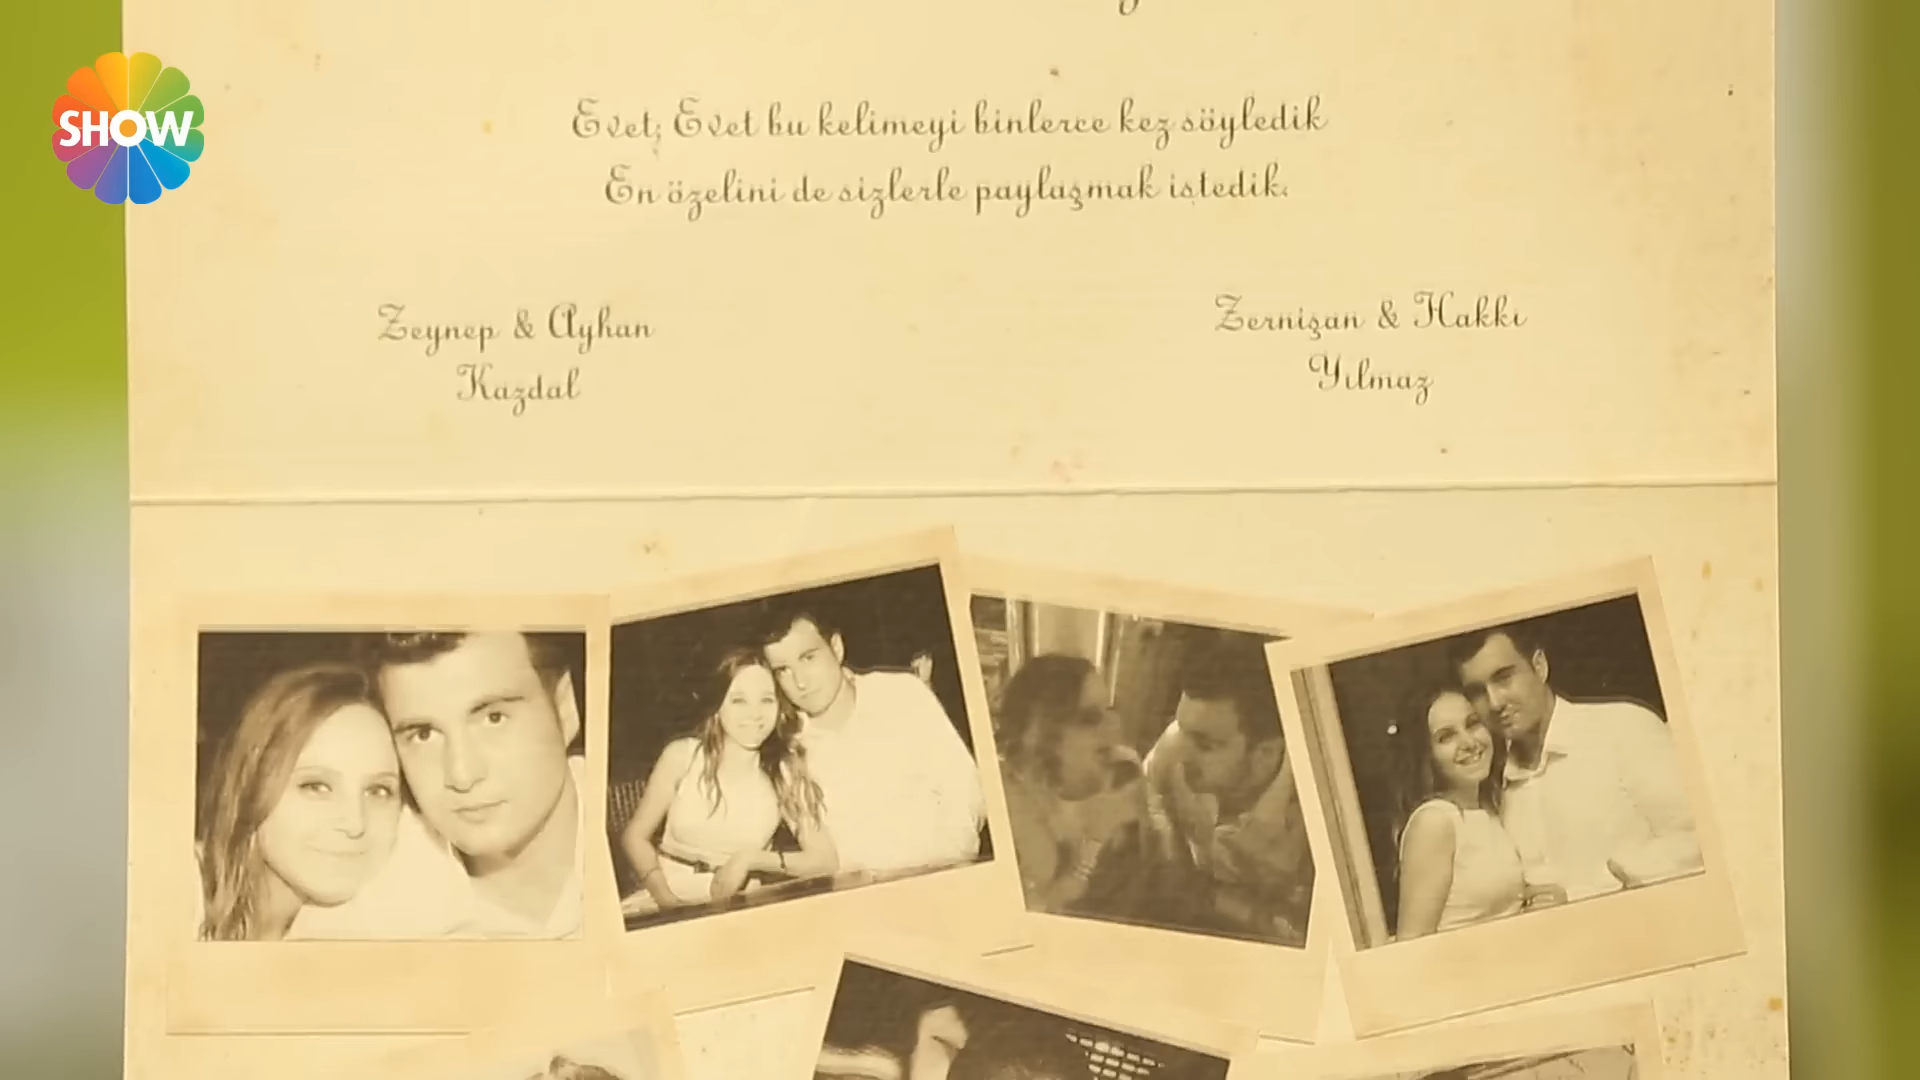 SHOW
Evet; Evet bu kelimeyi binlerce kez söyledik
En özelini de sizlerle paylaşmak istedik.
Zeynep & Ayhan
Kazdal
Zernişan & Hakkı
Yılmaz